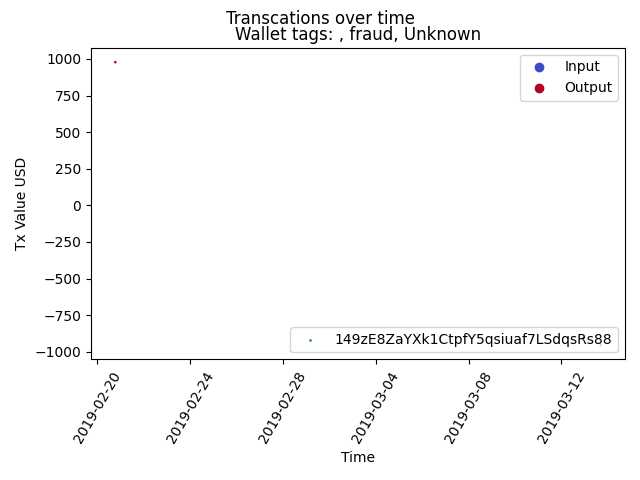 Transcations over time
Wallet tags: , fraud, Unknown
Tx Value USD
1000
750
500
250
0
−250
−500
−750
−1000
Input
Output
149zE8ZaYXk1CtpfY5qsiuaf7LSdqsRs88
2019-02-20
2019-02-24
2019-02-28
2019-03-04
2019-03-08
2019-03-12
Time